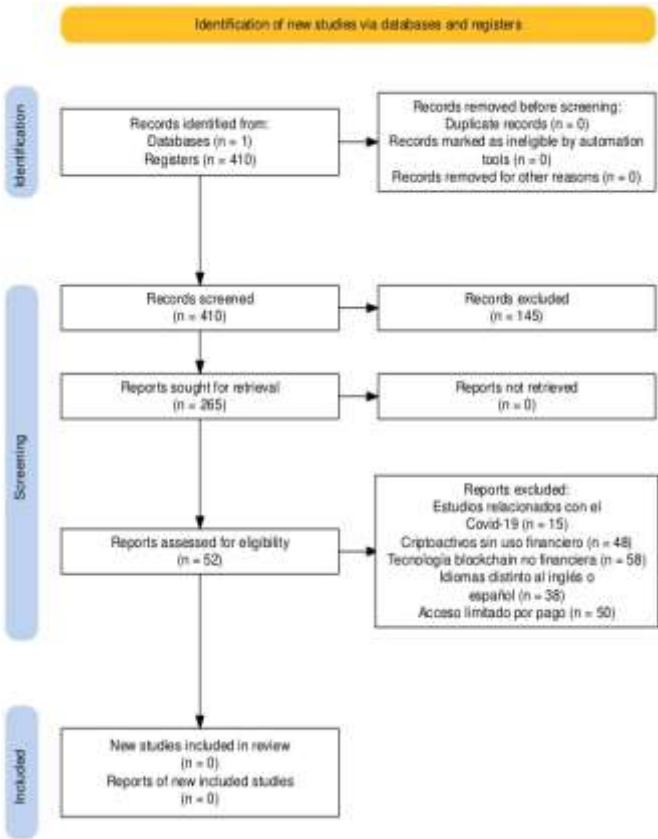 Identification of new studies via databases and registers
Identification
Records identified from:
Databases (n = 1)
Registers (n = 410)
Records removed before screening:
Duplicate records (n = 0)
Records marked as ineligible by automation
tools (n = 0)
Records removed for other reasons (n = 0)
Screening
Records screened
(n = 410)
Records excluded
(n = 145)
Reports sought for retrieval
(n = 265)
Reports not retrieved
(n = 0)
Reports assessed for eligibility
(n = 52)
Reports excluded:
Estudios relacionados con el
Covid-19 (n = 15)
Criptoactivos sin uso financiero (n = 48)
Tecnología blockchain no financiera (n = 58)
Idiomas distinto al inglés o
español (n = 38)
Acceso limitado por pago (n = 50)
Included
New studies included in review
(n = 0)
Reports of new included studies
(n = 0)